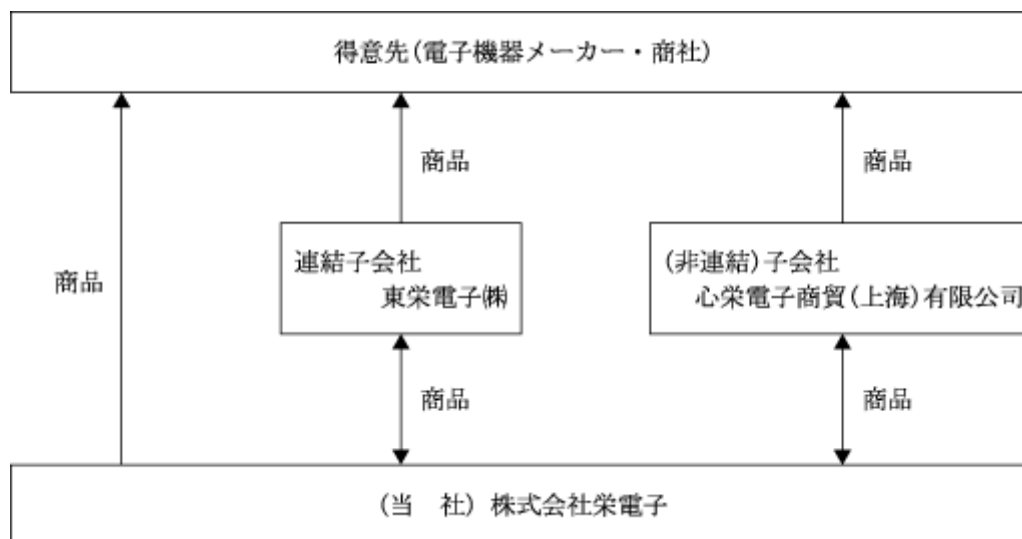 得意先(電子機器メーカー・商社)
商品
商品
商品
連結子会社
東栄電子㈱
(非連結)子会社
心栄電子商貿(上海)有限公司
商品
商品
(当　社) 株式会社栄電子